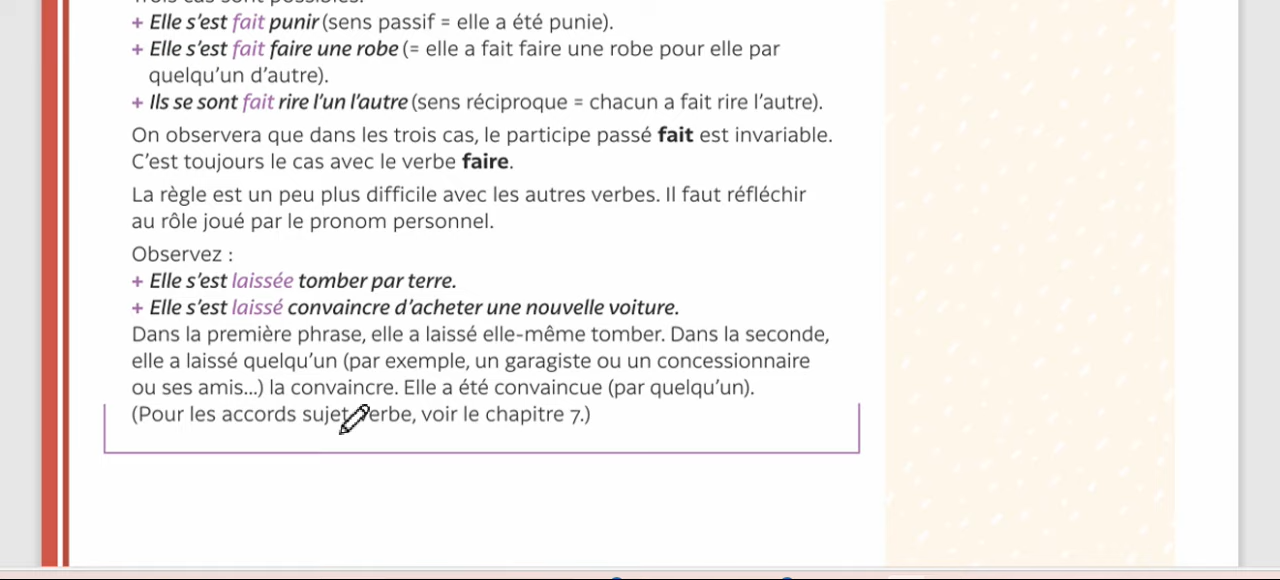 + Elle s'est fait punir (sens passif = elle a été punie).
+ Elle s'est fait faire une robe (= elle a fait faire une robe pour elle par
quelqu'un d'autre).
+ Ils se sont fait rire l'un l'autre (sens réciproque = chacun a fait rire l'autre).
On observera que dans les trois cas, le participe passé fait est invariable.
C'est toujours le cas avec le verbe faire.
La règle est un peu plus difficile avec les autres verbes. Il faut réfléchir
au rôle joué par le pronom personnel.
Observez :
+ Elle s'est laissée tomber par terre.
+ Elle s'est laissé convaincre d'acheter une nouvelle voiture.
Dans la première phrase, elle a laissé elle-même tomber. Dans la seconde,
elle a laissé quelqu'un (par exemple, un garagiste ou un concessionnaire
ou ses amis...) la convaincre. Elle a été convaincue (par quelqu'un).
(Pour les accords sujet verbe, voir le chapitre 7.)